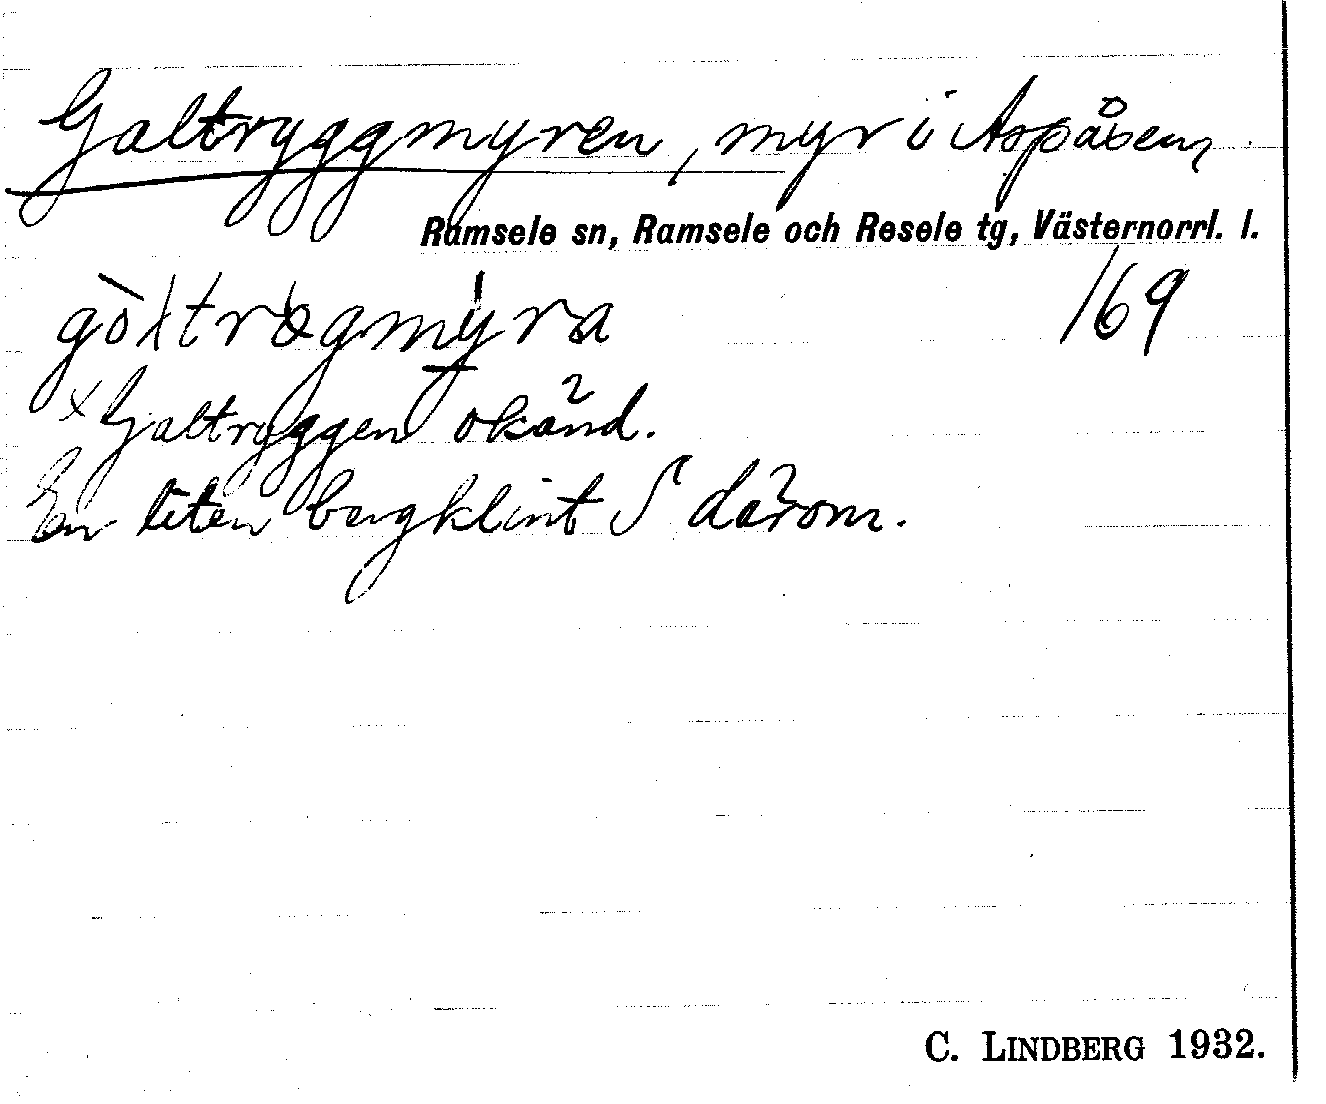 Galtryggmyren, myr i Aspåsen
Ramsele sn, Ramsele och Resele tg, Västernorrl. l.
169
x Galtryggen okänd.
En liten bergklint S därom.
C. LINDBERG 1932.